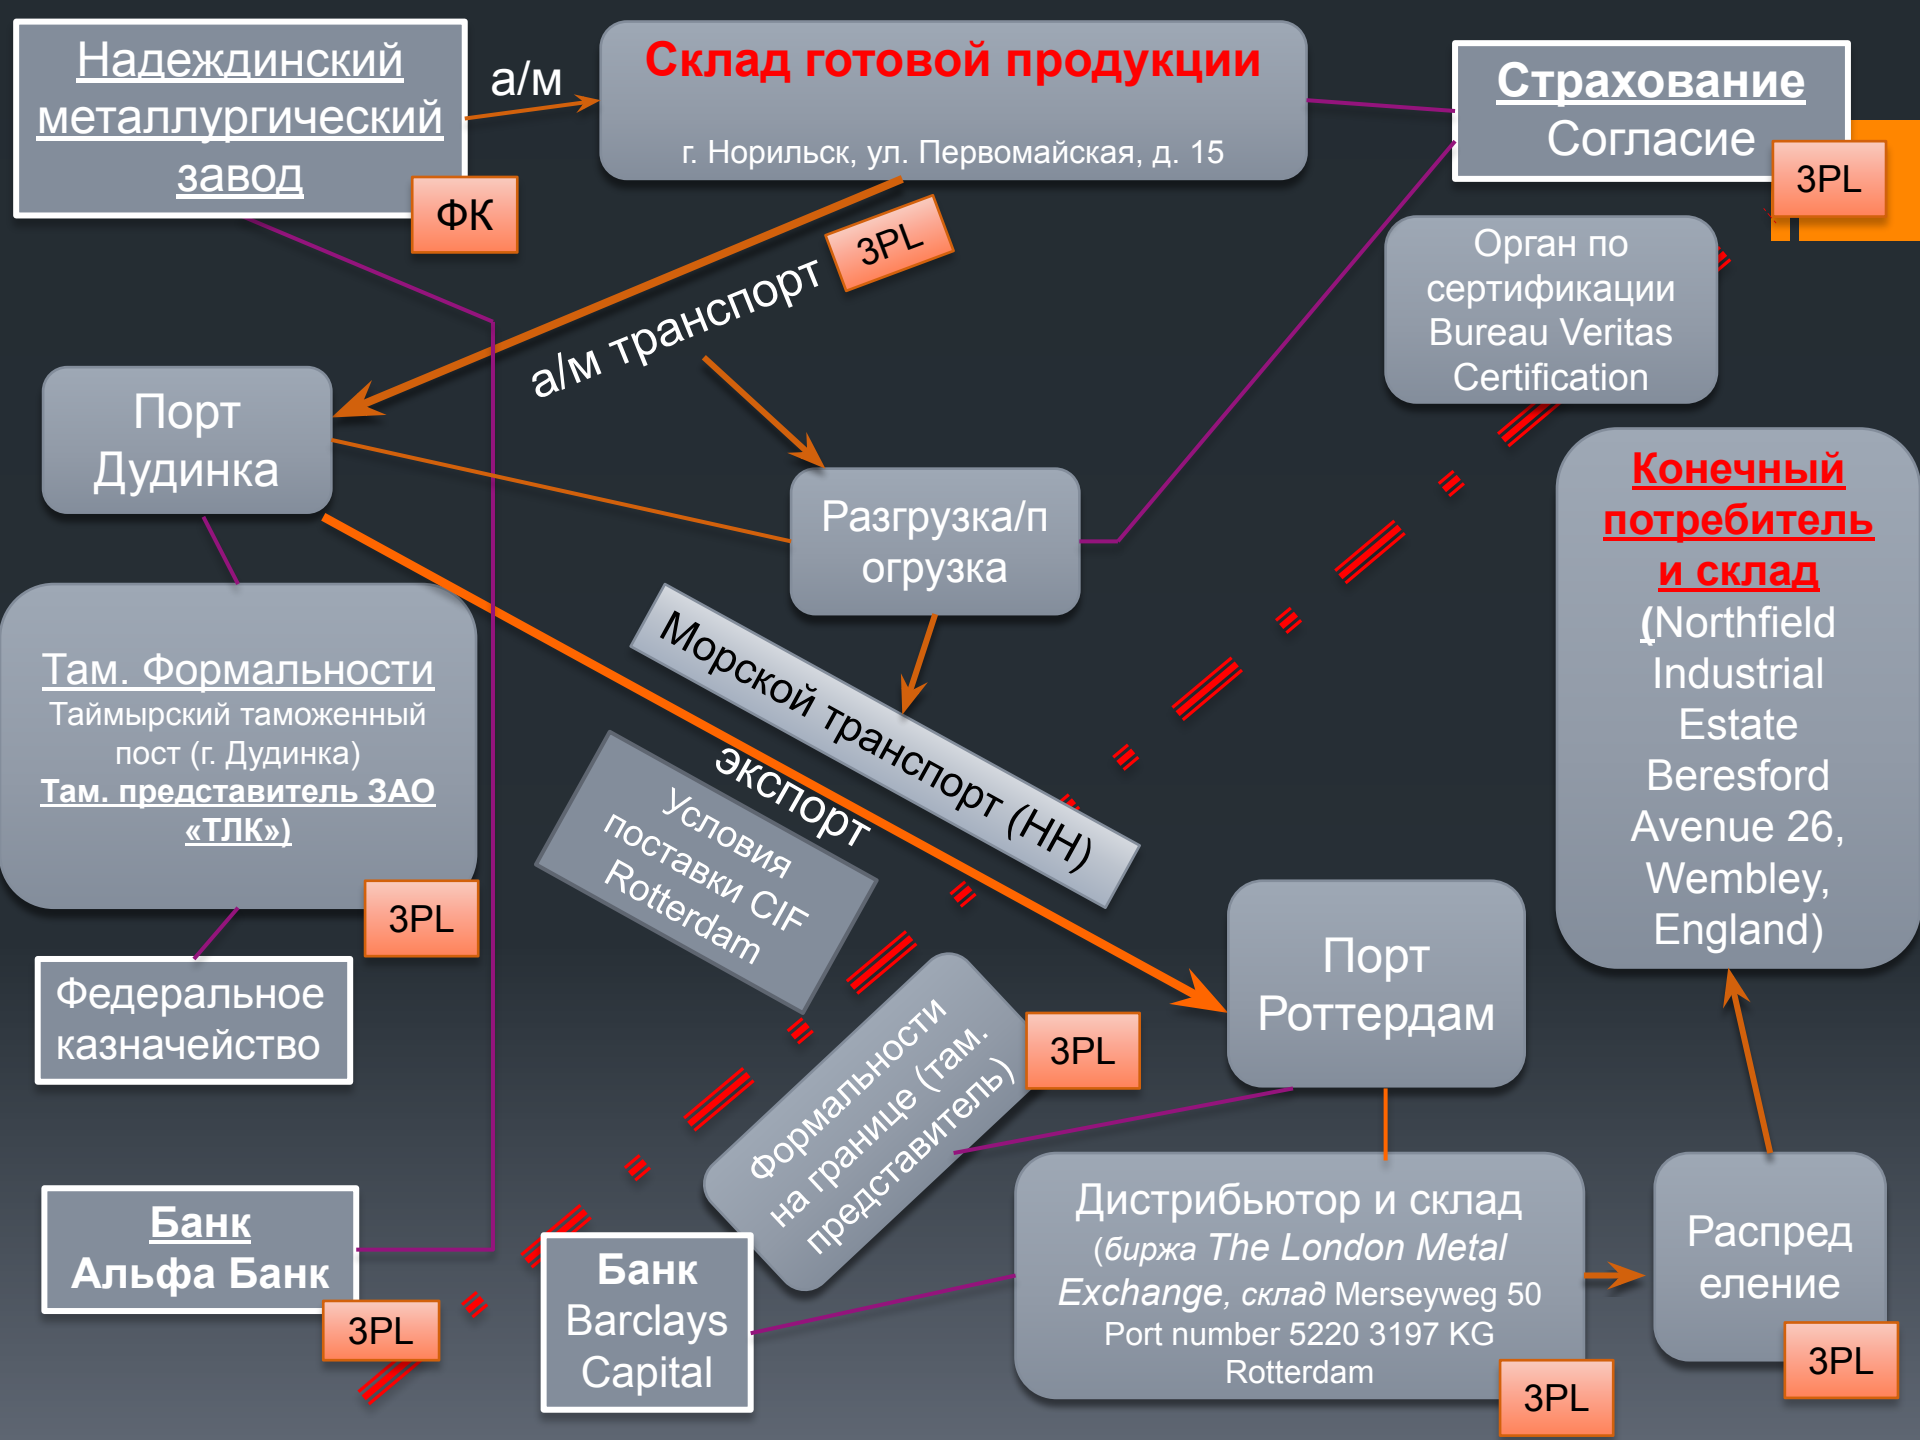 Надеждинский
металлургический
завод
ФК
а/м
Склад готовой продукции
г. Норильск, ул. Первомайская, д. 15
Страхование
Согласие
3PL
3PL
а/м транспорт
Орган по
сертификации
Bureau Veritas
Certification
Порт
Дудинка
Разгрузка/п
огрузка
Конечный
потребитель
и склад
(Northfield
Industrial
Estate
Beresford
Avenue 26,
Wembley,
England)
Там. Формальности
Таймырский таможенный
пост (г. Дудинка)
Там. представитель ЗАО
«ТЛК»)
3PL
Морской транспорт (НН)
экспорт
Условия
поставки CIF
Rotterdam
Федеральное
казначейство
Формальности
на границе (там.
представитель)
3PL
Порт
Роттердам
Банк
Альфа Банк
3PL
Банк
Barclays
Capital
Дистрибьютор и склад
(биржа The London Metal
Exchange, склад Merseyweg 50
Port number 5220 3197 KG
Rotterdam
3PL
Распред
еление
3PL